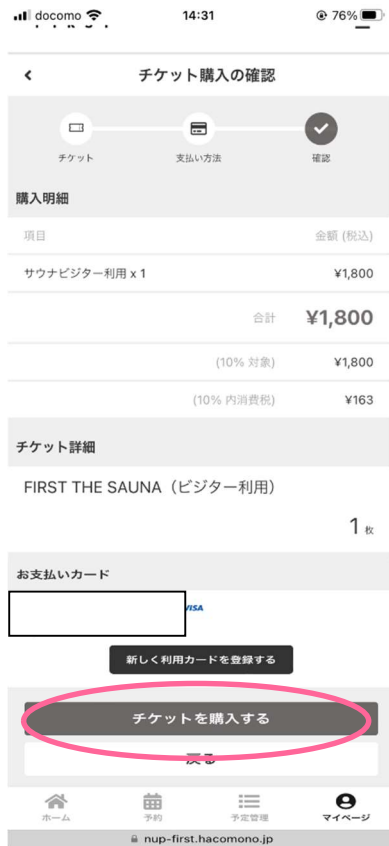 docomo 14:31 76%
チケット購入の確認
チケット 支払い方法 確認
購入明細
項目 金額 (税込)
サウナビジター利用 x 1 ¥1,800
合計 ¥1,800
(10% 対象) ¥1,800
(10% 内消費税) ¥163
チケット詳細
FIRST THE SAUNA（ビジター利用）
1 枚
お支払いカード
VISA
新しく利用カードを登録する
チケットを購入する
戻る
ホーム 予約 予定管理 マイページ
nup-first.hacomono.jp